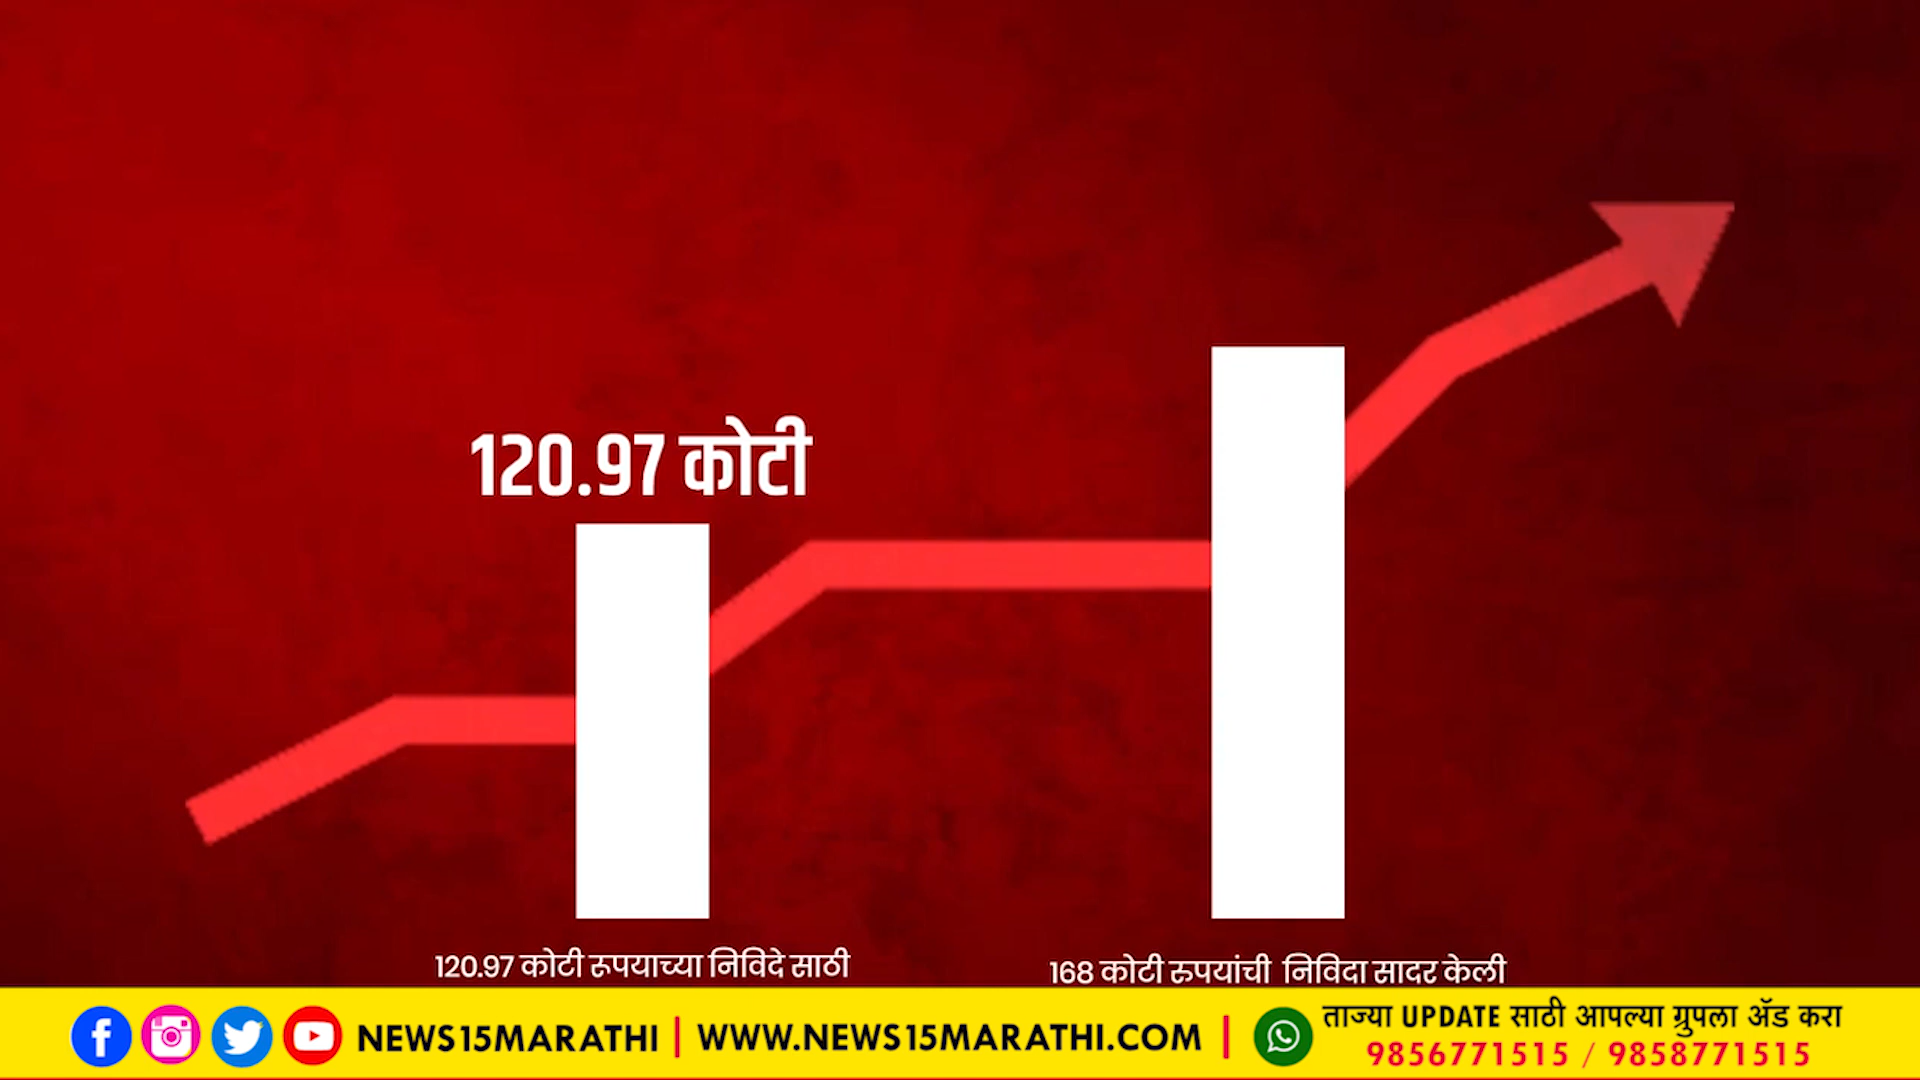 120.97 कोटी
120.97 कोटी रूपयाच्या निविदे साठी
168 कोटी रुपयांची निविदा सादर केली
NEWS15MARATHI | WWW.NEWS15MARATHI.COM |
ताज्या UPDATE साठी आपल्या ग्रुपला ॲड करा
9856771515 / 9858771515